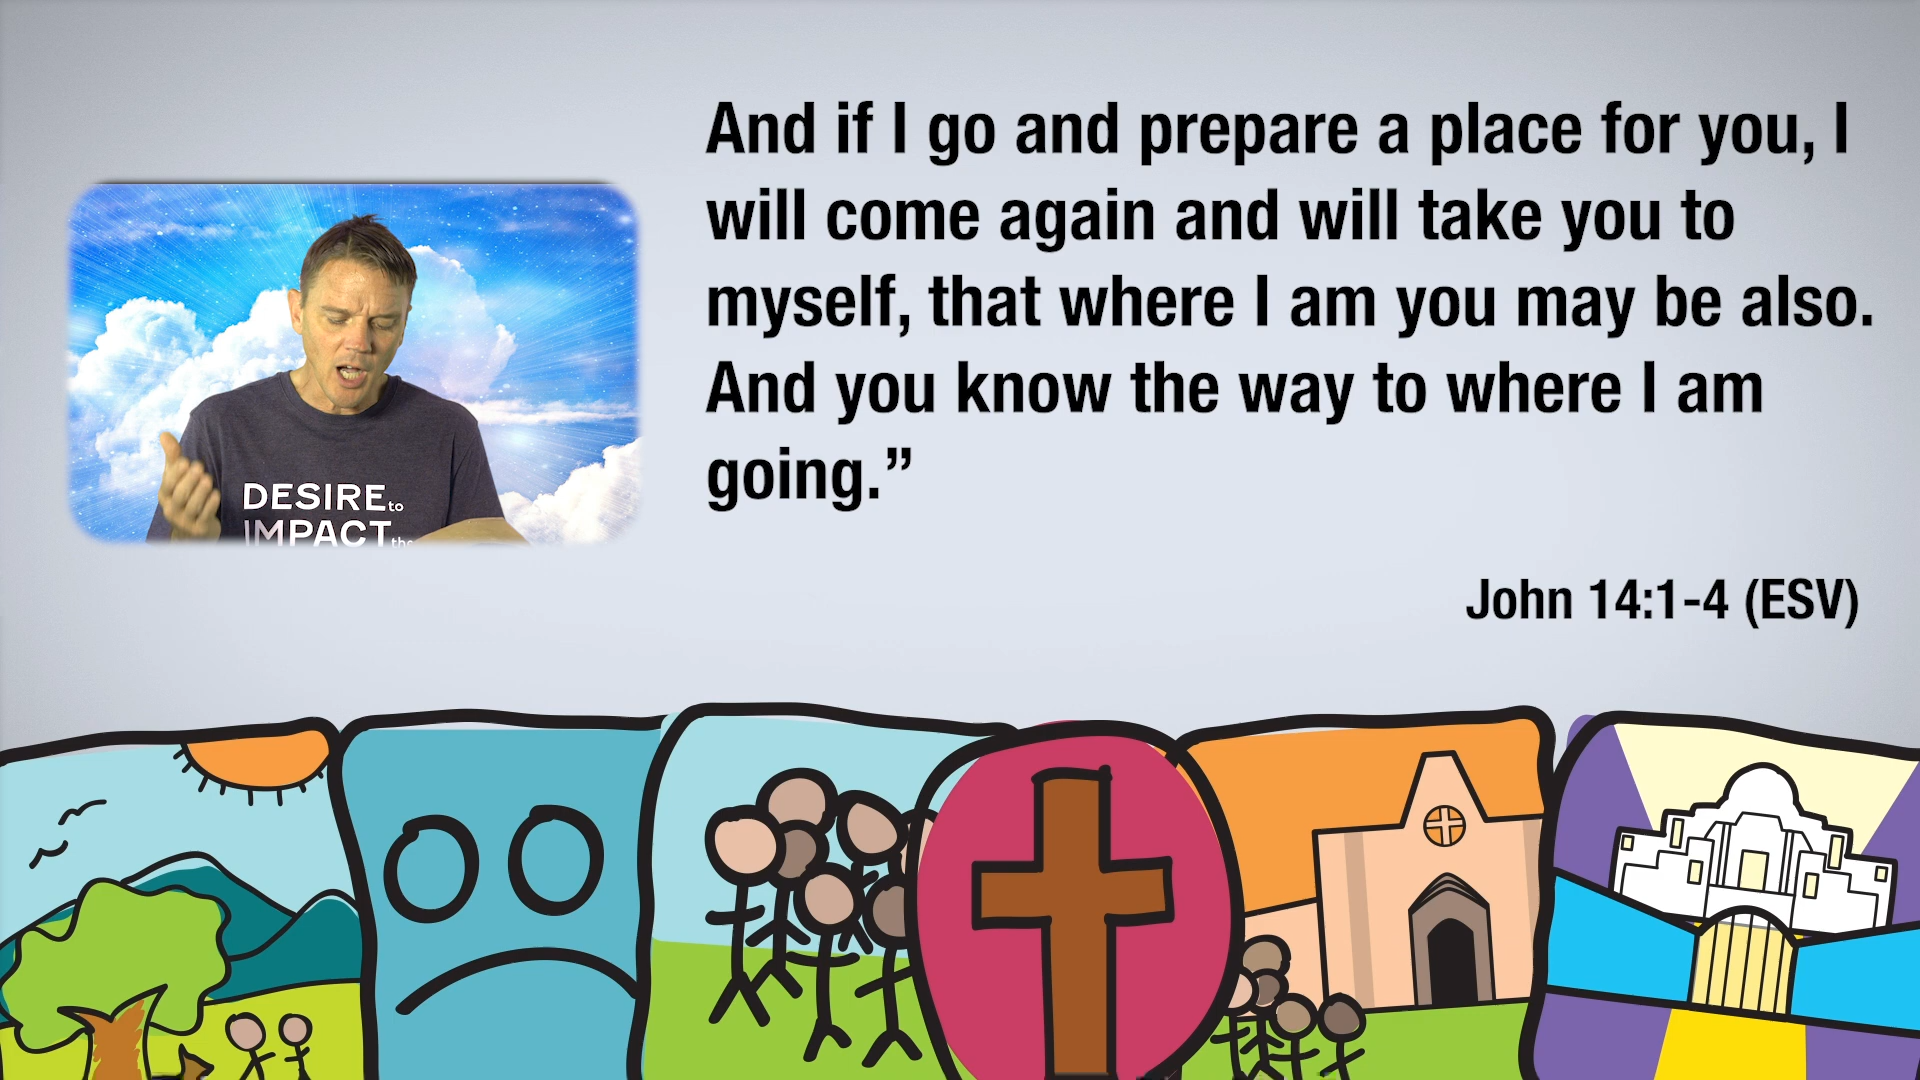 And if I go and prepare a place for you, I
will come again and will take you to
myself, that where I am you may be also.
And you know the way to where I am
going.”
John 14:1-4 (ESV)
DESIRE to
IMPACT the